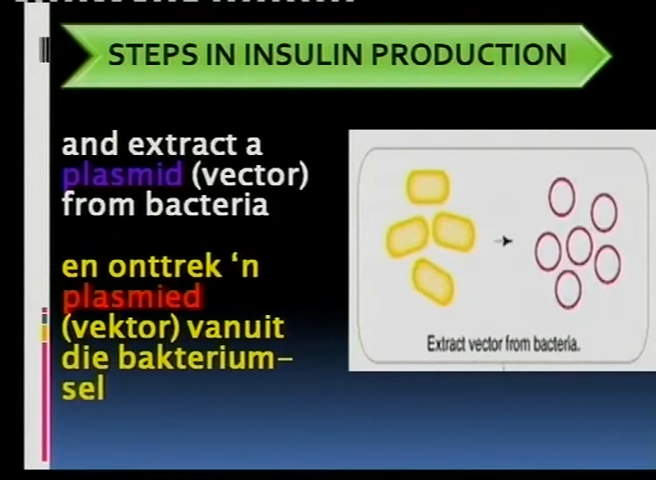 STEPS IN INSULIN PRODUCTION
and extract a
plasmid (vector)
from bacteria
en onttrek ‘n
plasmied
(vektor) vanuit
die bakterium–
sel
Extract vector from bacteria.